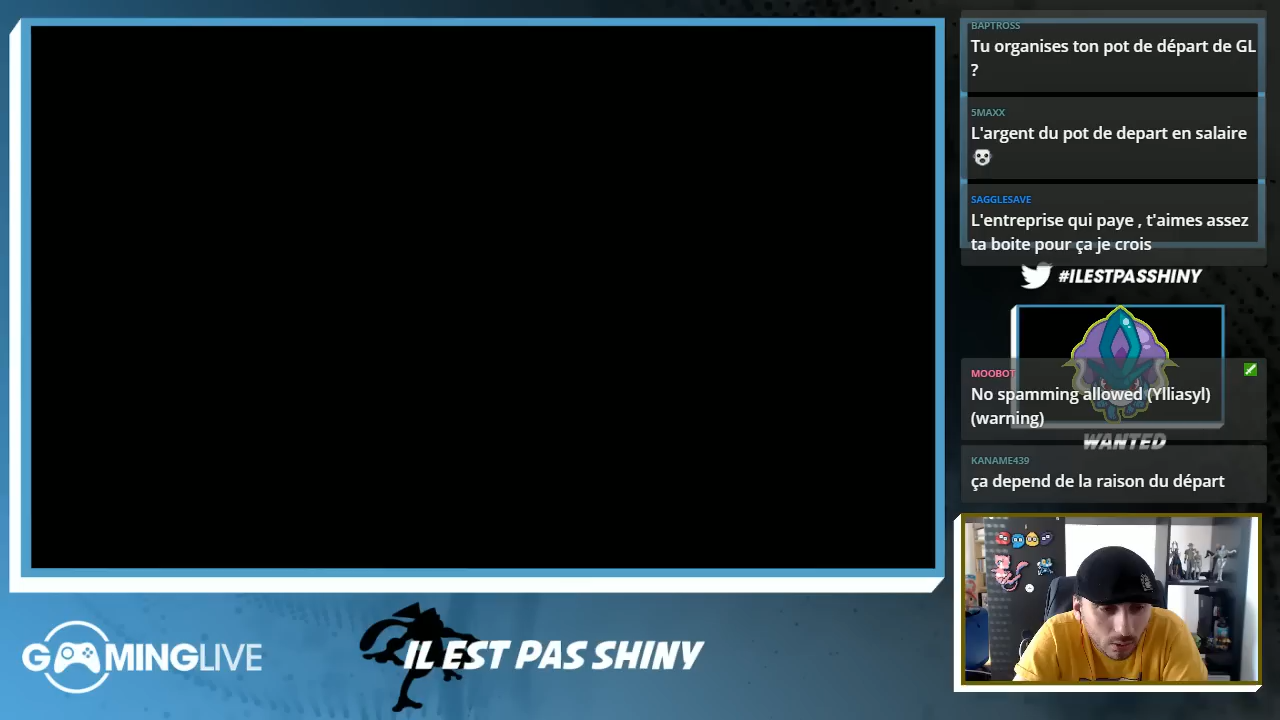 BAPTROSS
Tu organises ton pot de départ de GL
?
5MAXX
L'argent du pot de depart en salaire
SAGGLESAVE
L'entreprise qui paye , t'aimes assez
ta boite pour ça je crois
#ILESTPASSHINY
MOOBOT
No spamming allowed (Ylliasyl)
(warning)
WANTED
KANAME439
ça depend de la raison du départ
GAMINGLIVE
IL EST PAS SHINY